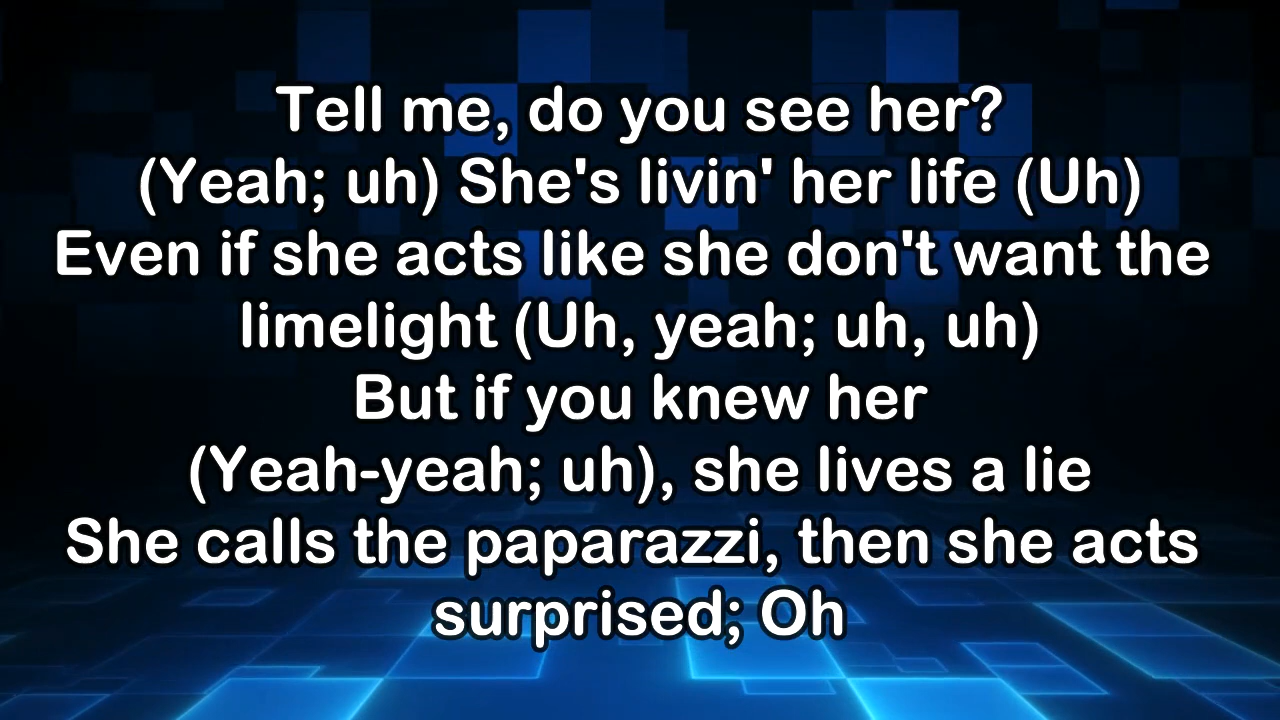 Tell me, do you see her?
(Yeah; uh) She's livin' her life (Uh)
Even if she acts like she don't want the
limelight (Uh, yeah; uh, uh)
But if you knew her
(Yeah-yeah; uh), she lives a lie
She calls the paparazzi, then she acts
surprised; Oh